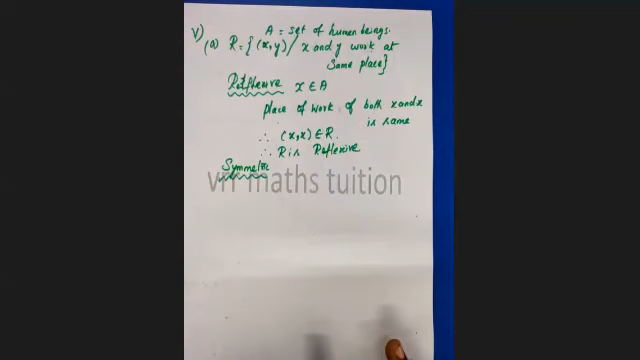 V) A = set of human beings.
(a) R = {(x,y) / x and y work at
same place}
Reflexive x ∈ A
place of work of both x and x
is same
∴ (x,x) ∈ R.
∴ R is Reflexive
Symmetric
vn maths tuition